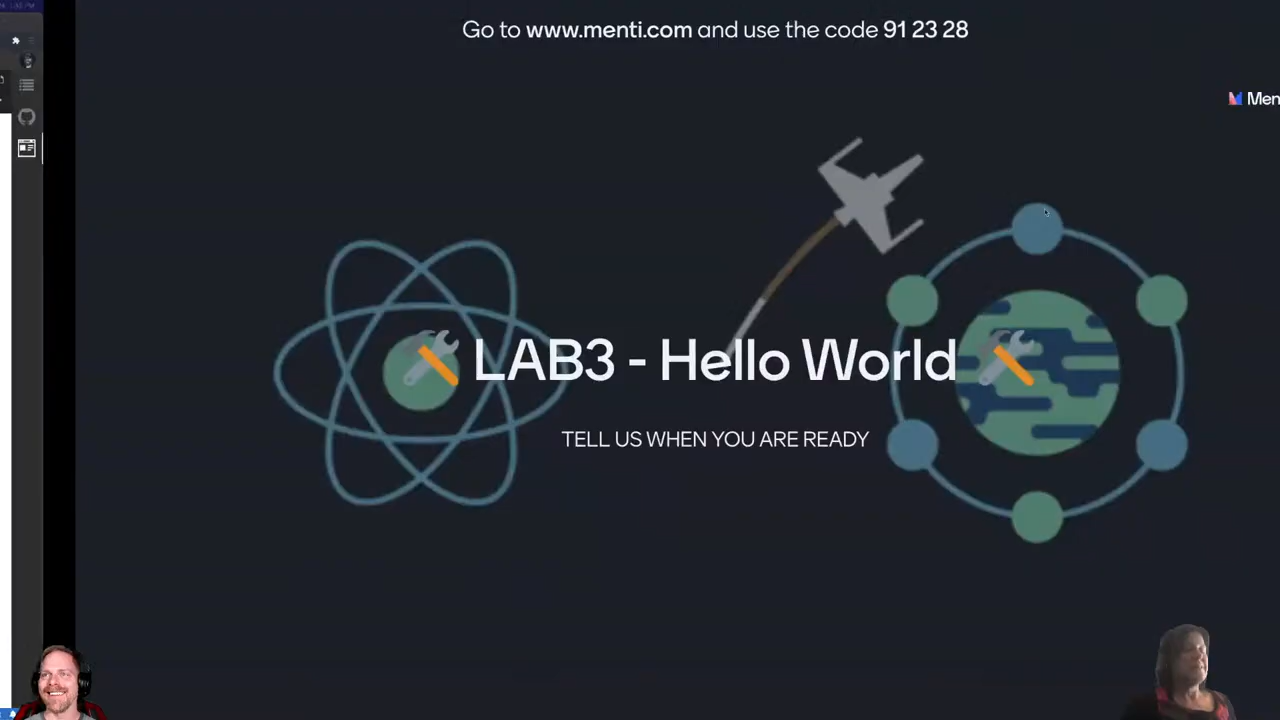 Go to www.menti.com and use the code 91 23 28
Men
LAB3 - Hello World
TELL US WHEN YOU ARE READY